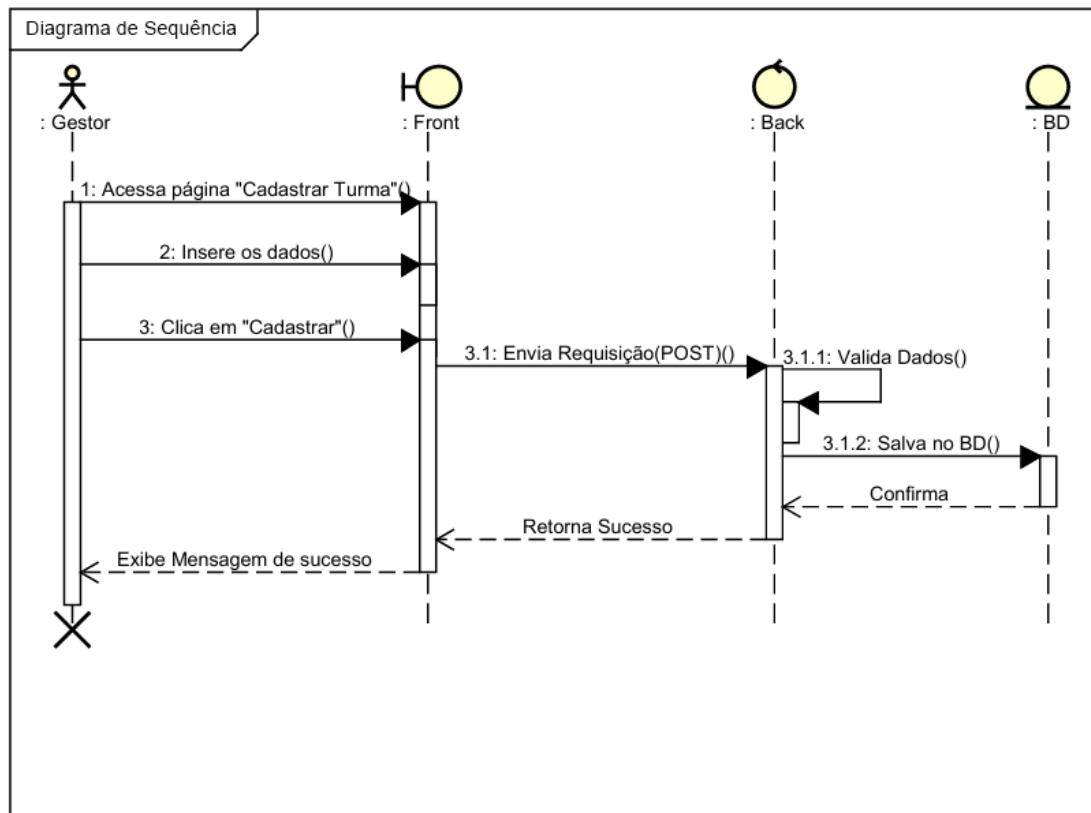 Diagrama de Sequência
: Gestor
: Front
: Back
: BD
1: Acessa página "Cadastrar Turma"()
2: Insere os dados()
3: Clica em "Cadastrar"()
3.1: Envia Requisição(POST)()
3.1.1: Valida Dados()
3.1.2: Salva no BD()
Confirma
Retorna Sucesso
Exibe Mensagem de sucesso